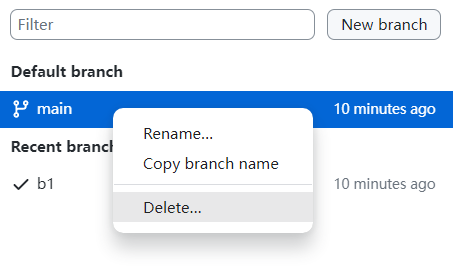 Filter
New branch
Default branch
main
10 minutes ago
Rename...
Copy branch name
Recent branch
b1
10 minutes ago
Delete...